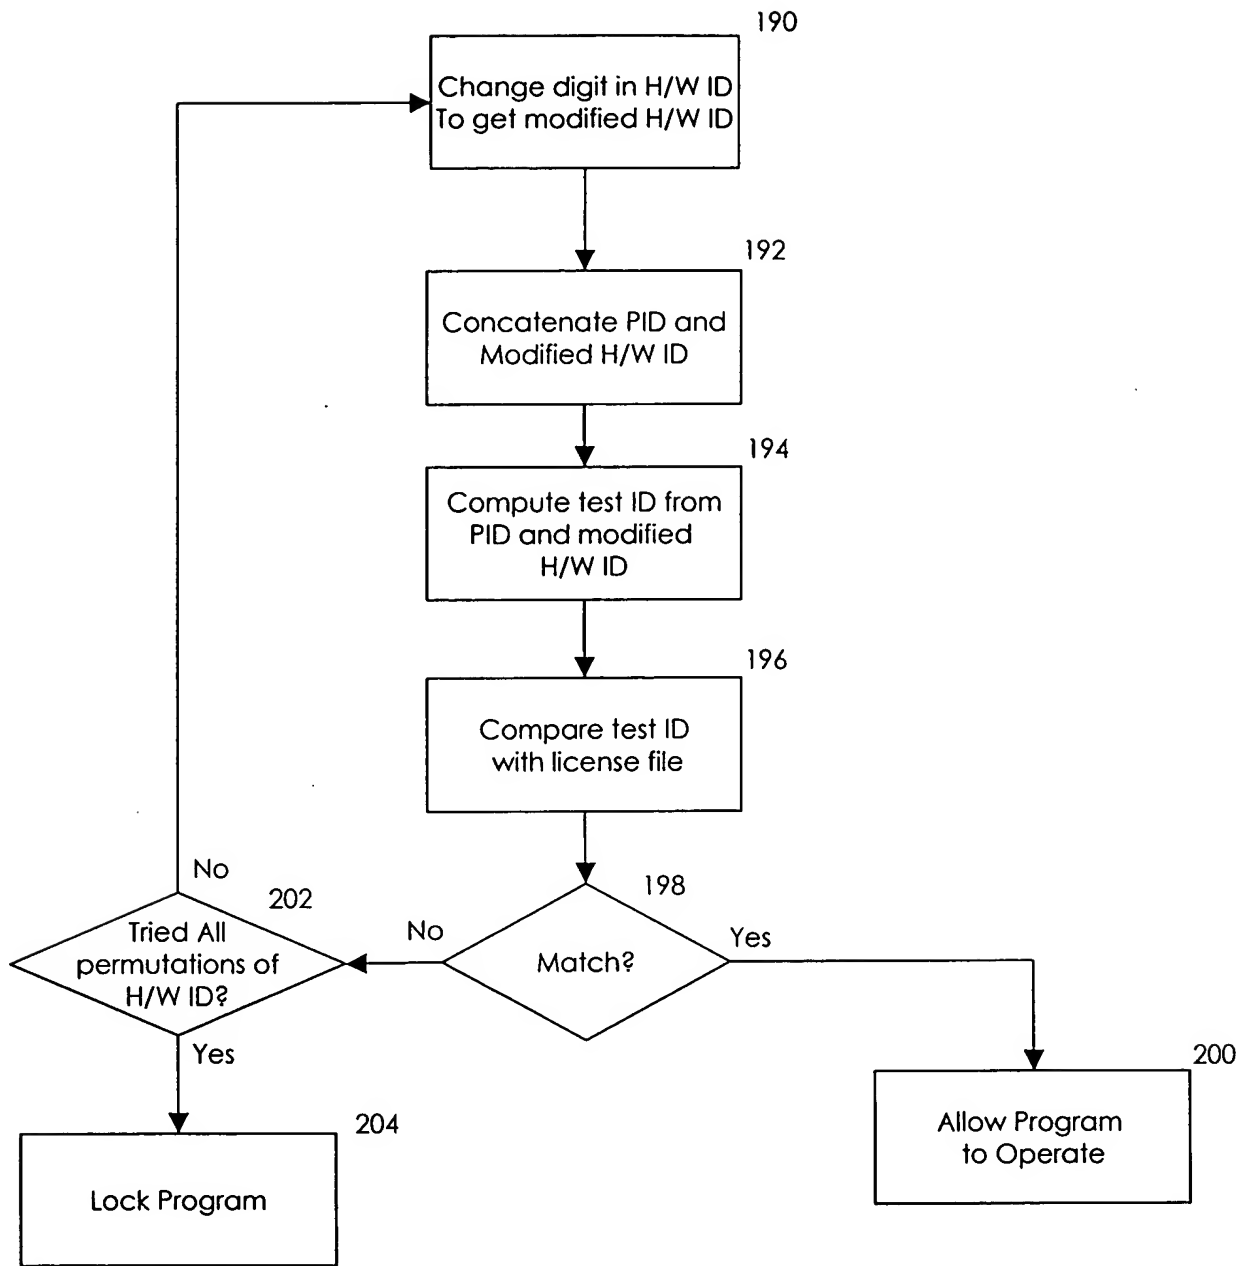 190
Change digit in H/W ID
To get modified H/W ID
192
Concatenate PID and
Modified H/W ID
194
Compute test ID from
PID and modified
H/W ID
196
Compare test ID
with license file
198
Match?
No
Yes
202
Tried All
permutations of
H/W ID?
No
Yes
200
Allow Program
to Operate
204
Lock Program